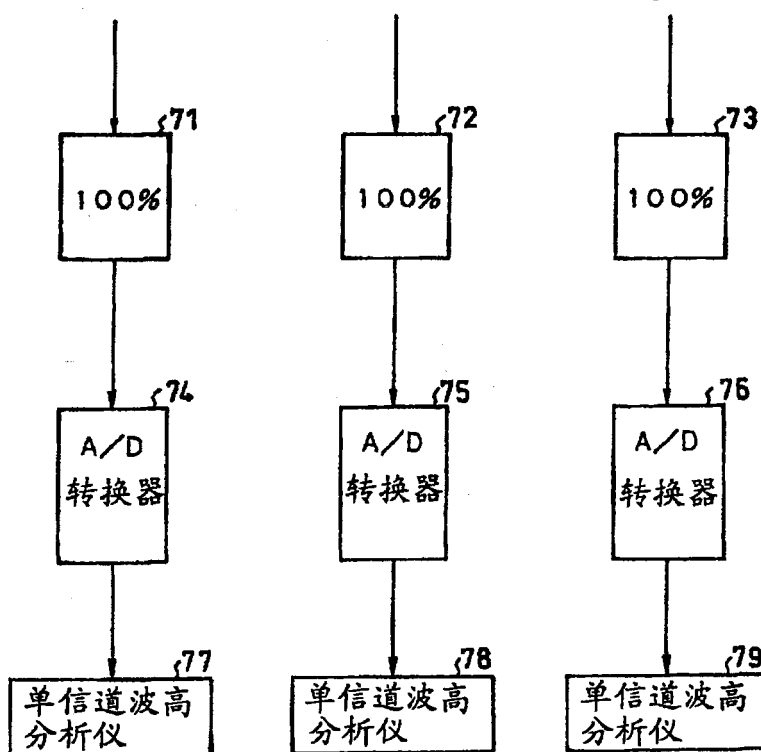 71 72 73
100% 100% 100%
74 75 76
A/D A/D A/D
转换器 转换器 转换器
77 78 79
单信道波高 单信道波高 单信道波高
分析仪 分析仪 分析仪